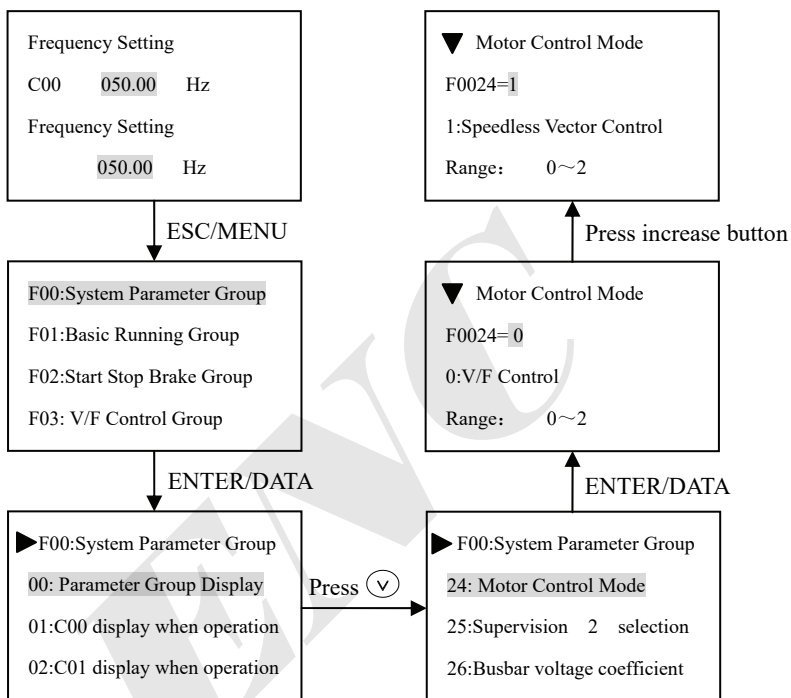 Frequency Setting
C00 050.00 Hz
Frequency Setting
050.00 Hz
ESC/MENU
F00:System Parameter Group
F01:Basic Running Group
F02:Start Stop Brake Group
F03: V/F Control Group
ENTER/DATA
▶F00:System Parameter Group
00: Parameter Group Display
01:C00 display when operation
02:C01 display when operation
Press
▶F00:System Parameter Group
24: Motor Control Mode
25:Supervision 2 selection
26:Busbar voltage coefficient
ENTER/DATA
▼ Motor Control Mode
F0024= 0
0:V/F Control
Range： 0～2
Press increase button
▼ Motor Control Mode
F0024=1
1:Speedless Vector Control
Range： 0～2
ENC